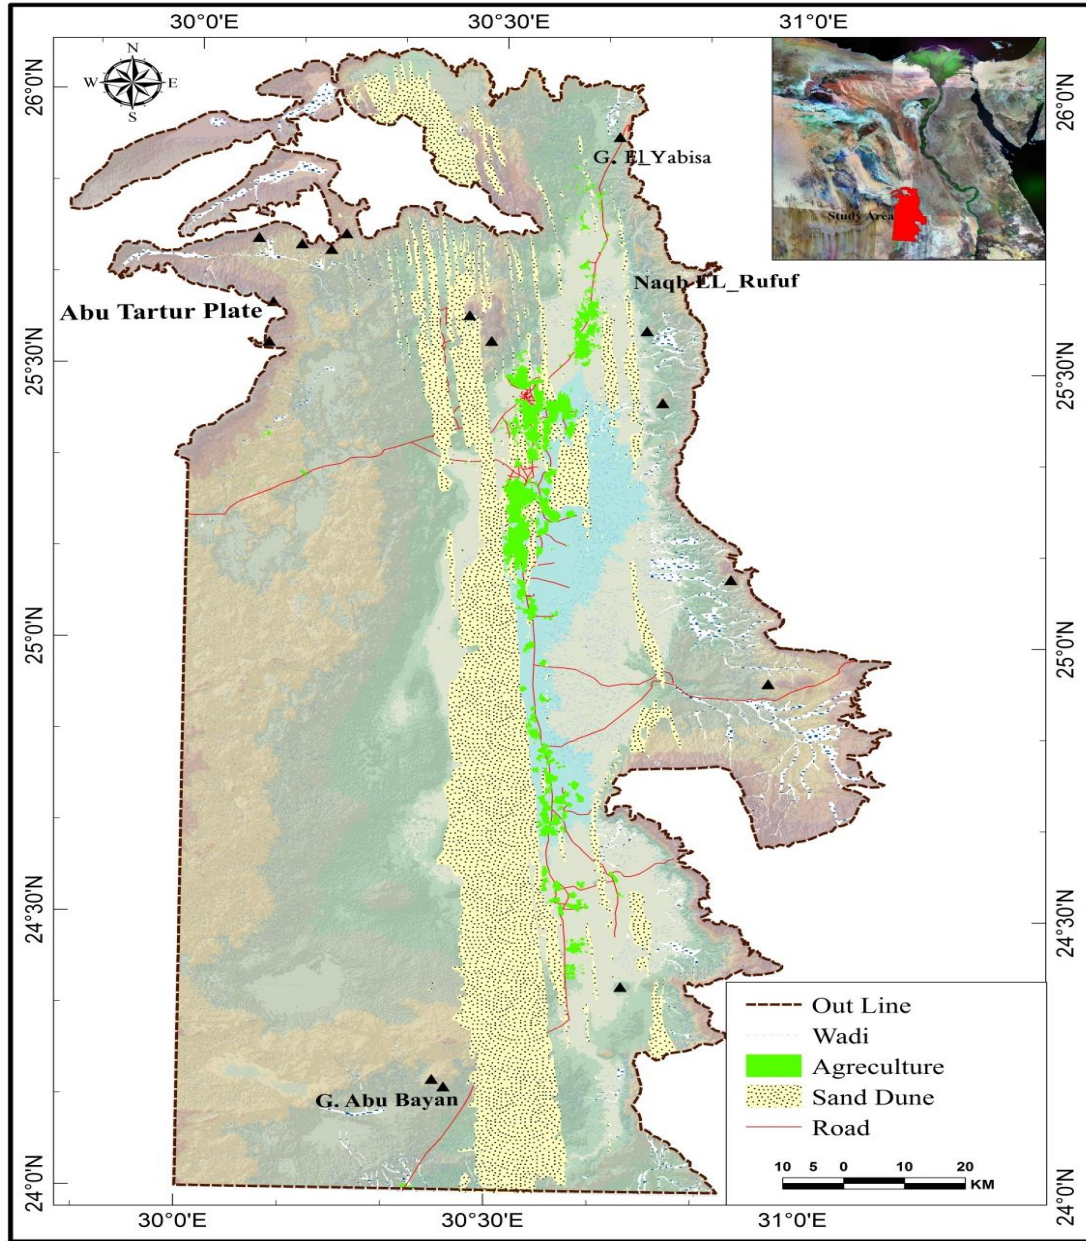 30°0'E 30°30'E 31°0'E
N
W E
S
26°0'N
26°0'N
Study Area
G. El_Yabisa
Naqb EL_Rufuf
Abu Tartur Plate
25°30'N
25°30'N
25°0'N
25°0'N
24°30'N
24°30'N
Out Line
Wadi
Agreculture
Sand Dune
Road
G. Abu Bayan
10 5 0 10 20
KM
24°0'N
24°0'N
30°0'E 30°30'E 31°0'E